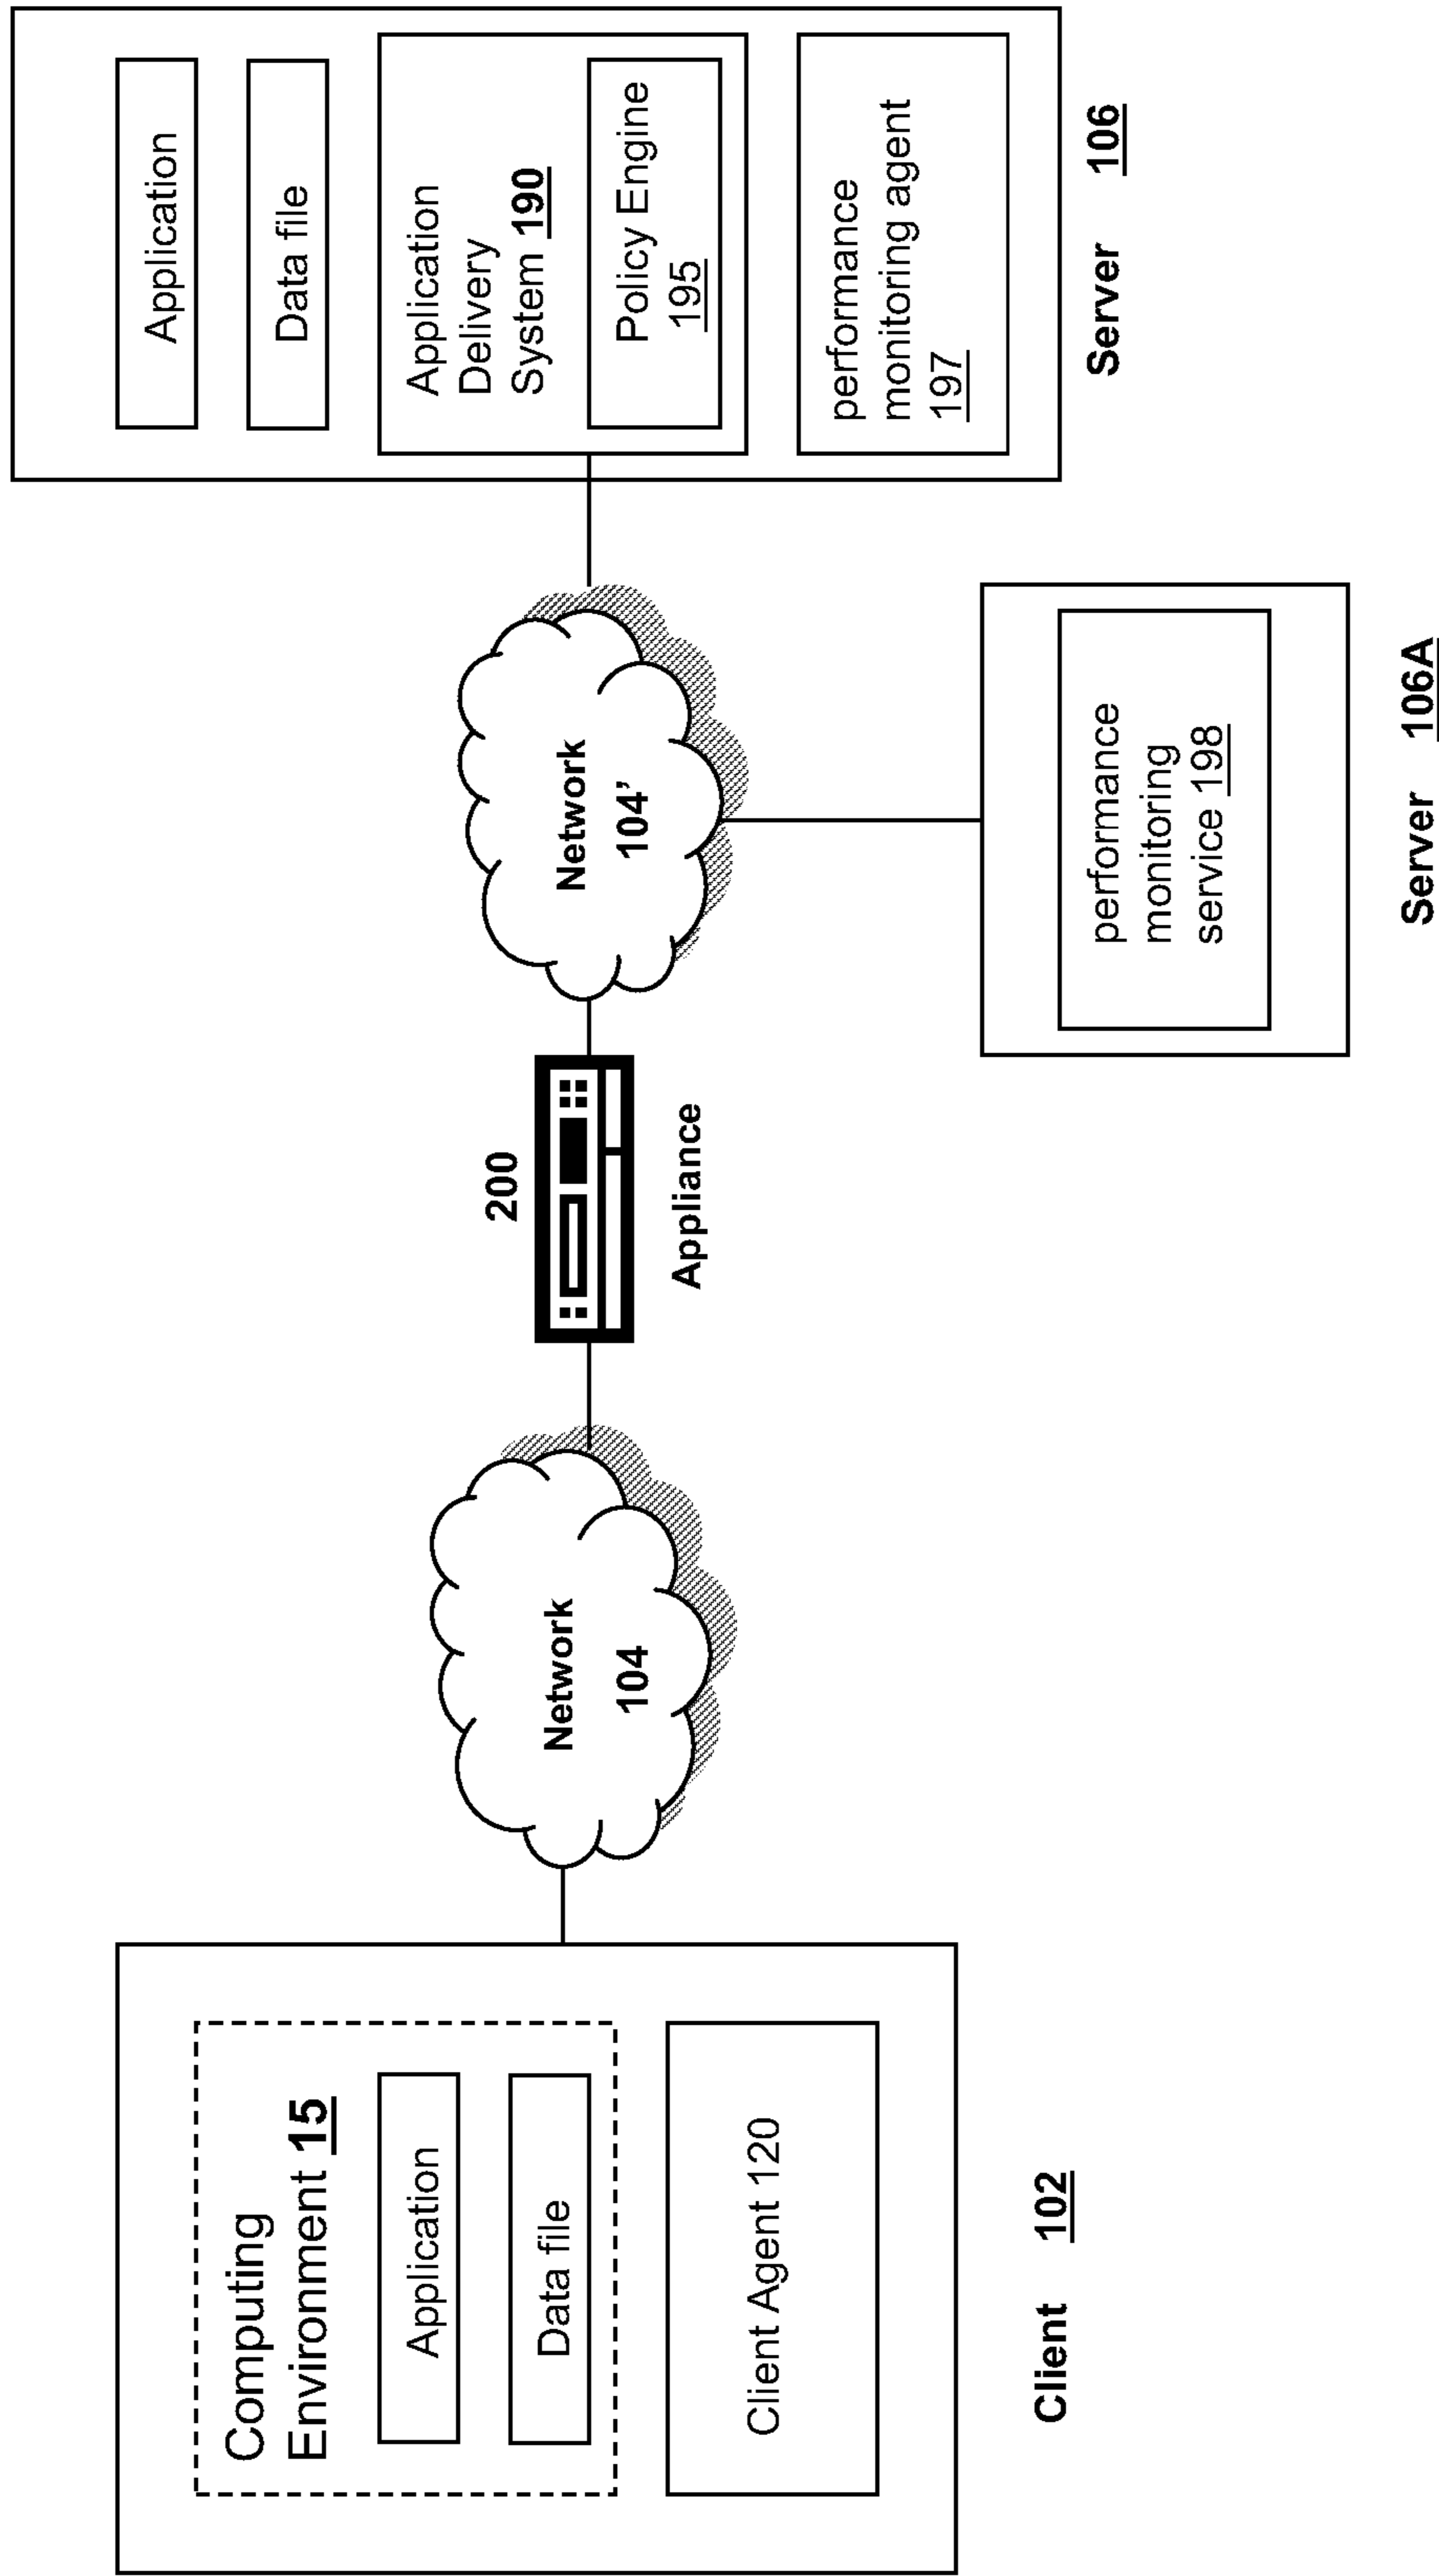 Computing
Environment 15
Application
Data file
Client Agent 120
Client 102
Network
104
200
Appliance
Network
104’
performance
monitoring
service 198
Server 106A
Application
Data file
Application
Delivery
System 190
Policy Engine
195
performance
monitoring agent
197
Server 106